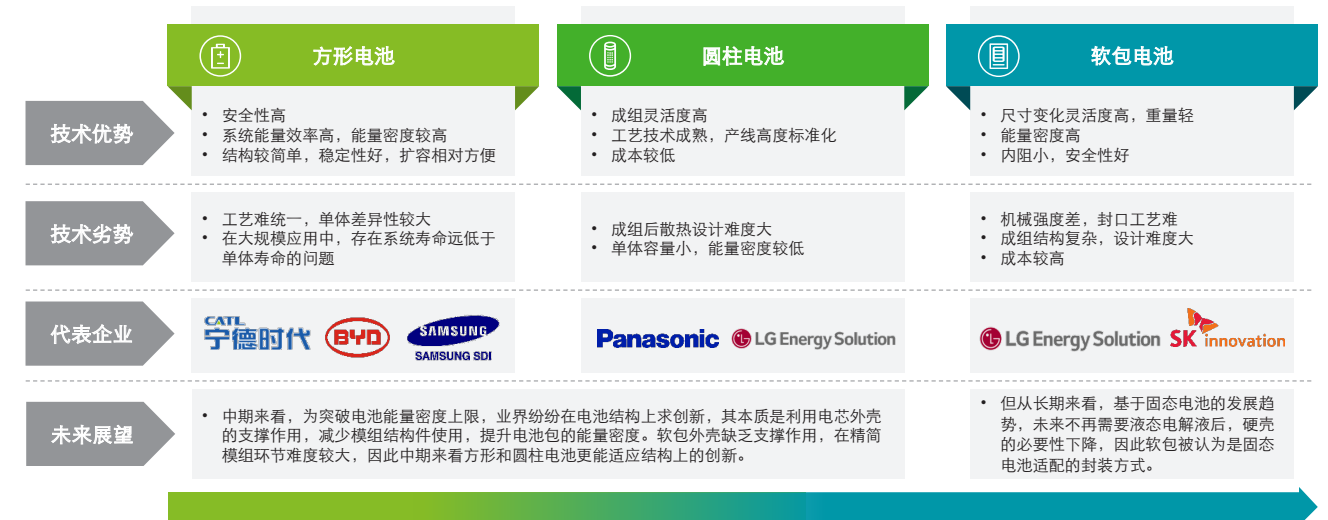 方形电池
圆柱电池
软包电池
技术优势
• 安全性高
• 系统能量效率高，能量密度较高
• 结构较简单，稳定性好，扩容相对方便
• 成组灵活度高
• 工艺技术成熟，产线高度标准化
• 成本较低
• 尺寸变化灵活度高，重量轻
• 能量密度高
• 内阻小，安全性好
技术劣势
• 工艺难统一，单体差异性较大
• 在大规模应用中，存在系统寿命远低于
单体寿命的问题
• 成组后散热设计难度大
• 单体容量小，能量密度较低
• 机械强度差，封口工艺难
• 成组结构复杂，设计难度大
• 成本较高
代表企业
CATL
宁德时代
BYD
SAMSUNG
SAMSUNG SDI
Panasonic
LG LG Energy Solution
LG LG Energy Solution
SK innovation
未来展望
• 中期来看，为突破电池能量密度上限，业界纷纷在电池结构上求创新，其本质是利用电芯外壳
的支撑作用，减少模组结构件使用，提升电池包的能量密度。软包外壳缺乏支撑作用，在精简
模组环节难度较大，因此中期来看方形和圆柱电池更能适应结构上的创新。
• 但从长期来看，基于固态电池的发展趋
势，未来不再需要液态电解液后，硬壳
的必要性下降，因此软包被认为是固态
电池适配的封装方式。